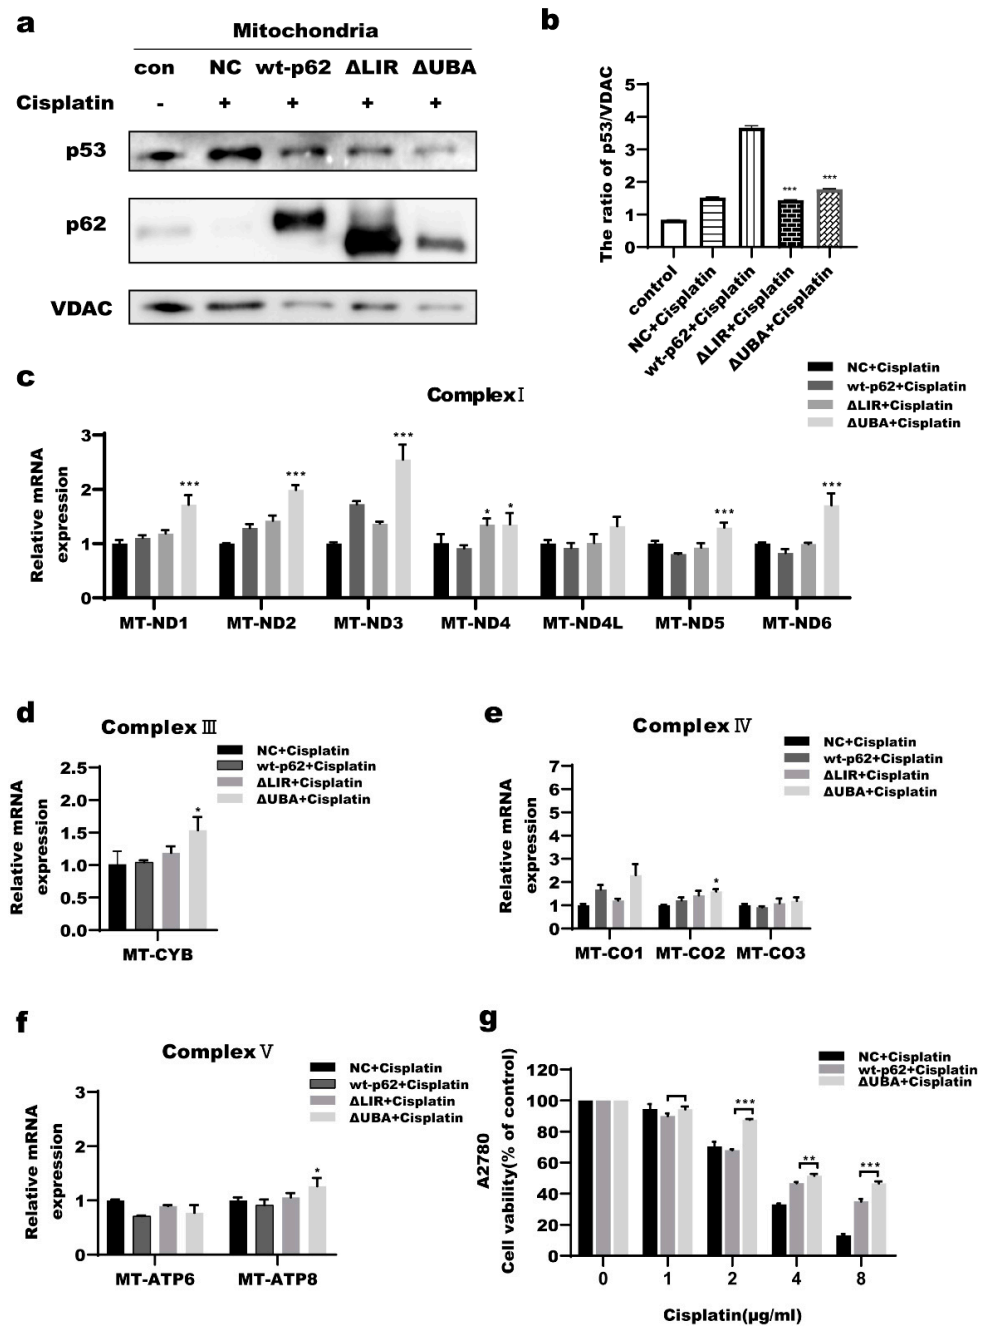 a
Mitochondria
con NC wt-p62 ΔLIR ΔUBA
Cisplatin - + + + +
p53
p62
VDAC
b
The ratio of p53/VDAC
5
4
3
2
1
0
*** ***
control
NC+Cisplatin
wt-p62+Cisplatin
ΔLIR+Cisplatin
ΔUBA+Cisplatin
c
Complex Ⅰ
NC+Cisplatin
wt-p62+Cisplatin
ΔLIR+Cisplatin
ΔUBA+Cisplatin
Relative mRNA
expression
3
2
1
0
*** *** *** * * *** ***
MT-ND1 MT-ND2 MT-ND3 MT-ND4 MT-ND4L MT-ND5 MT-ND6
d
Complex Ⅲ
NC+Cisplatin
wt-p62+Cisplatin
ΔLIR+Cisplatin
ΔUBA+Cisplatin
Relative mRNA
expression
2.5
2.0
1.5
1.0
0.5
0.0
*
MT-CYB
e
Complex Ⅳ
NC+Cisplatin
wt-p62+Cisplatin
ΔLIR+Cisplatin
ΔUBA+Cisplatin
Relative mRNA
expression
7
6
5
4
3
2
1
0
*
MT-CO1 MT-CO2 MT-CO3
f
Complex Ⅴ
NC+Cisplatin
wt-p62+Cisplatin
ΔLIR+Cisplatin
ΔUBA+Cisplatin
Relative mRNA
expression
3
2
1
0
*
MT-ATP6 MT-ATP8
g
NC+Cisplatin
wt-p62+Cisplatin
ΔUBA+Cisplatin
A2780
Cell vability(% of control)
120
100
80
60
40
20
0
*** ** ***
0 1 2 4 8
Cisplatin(μg/ml)